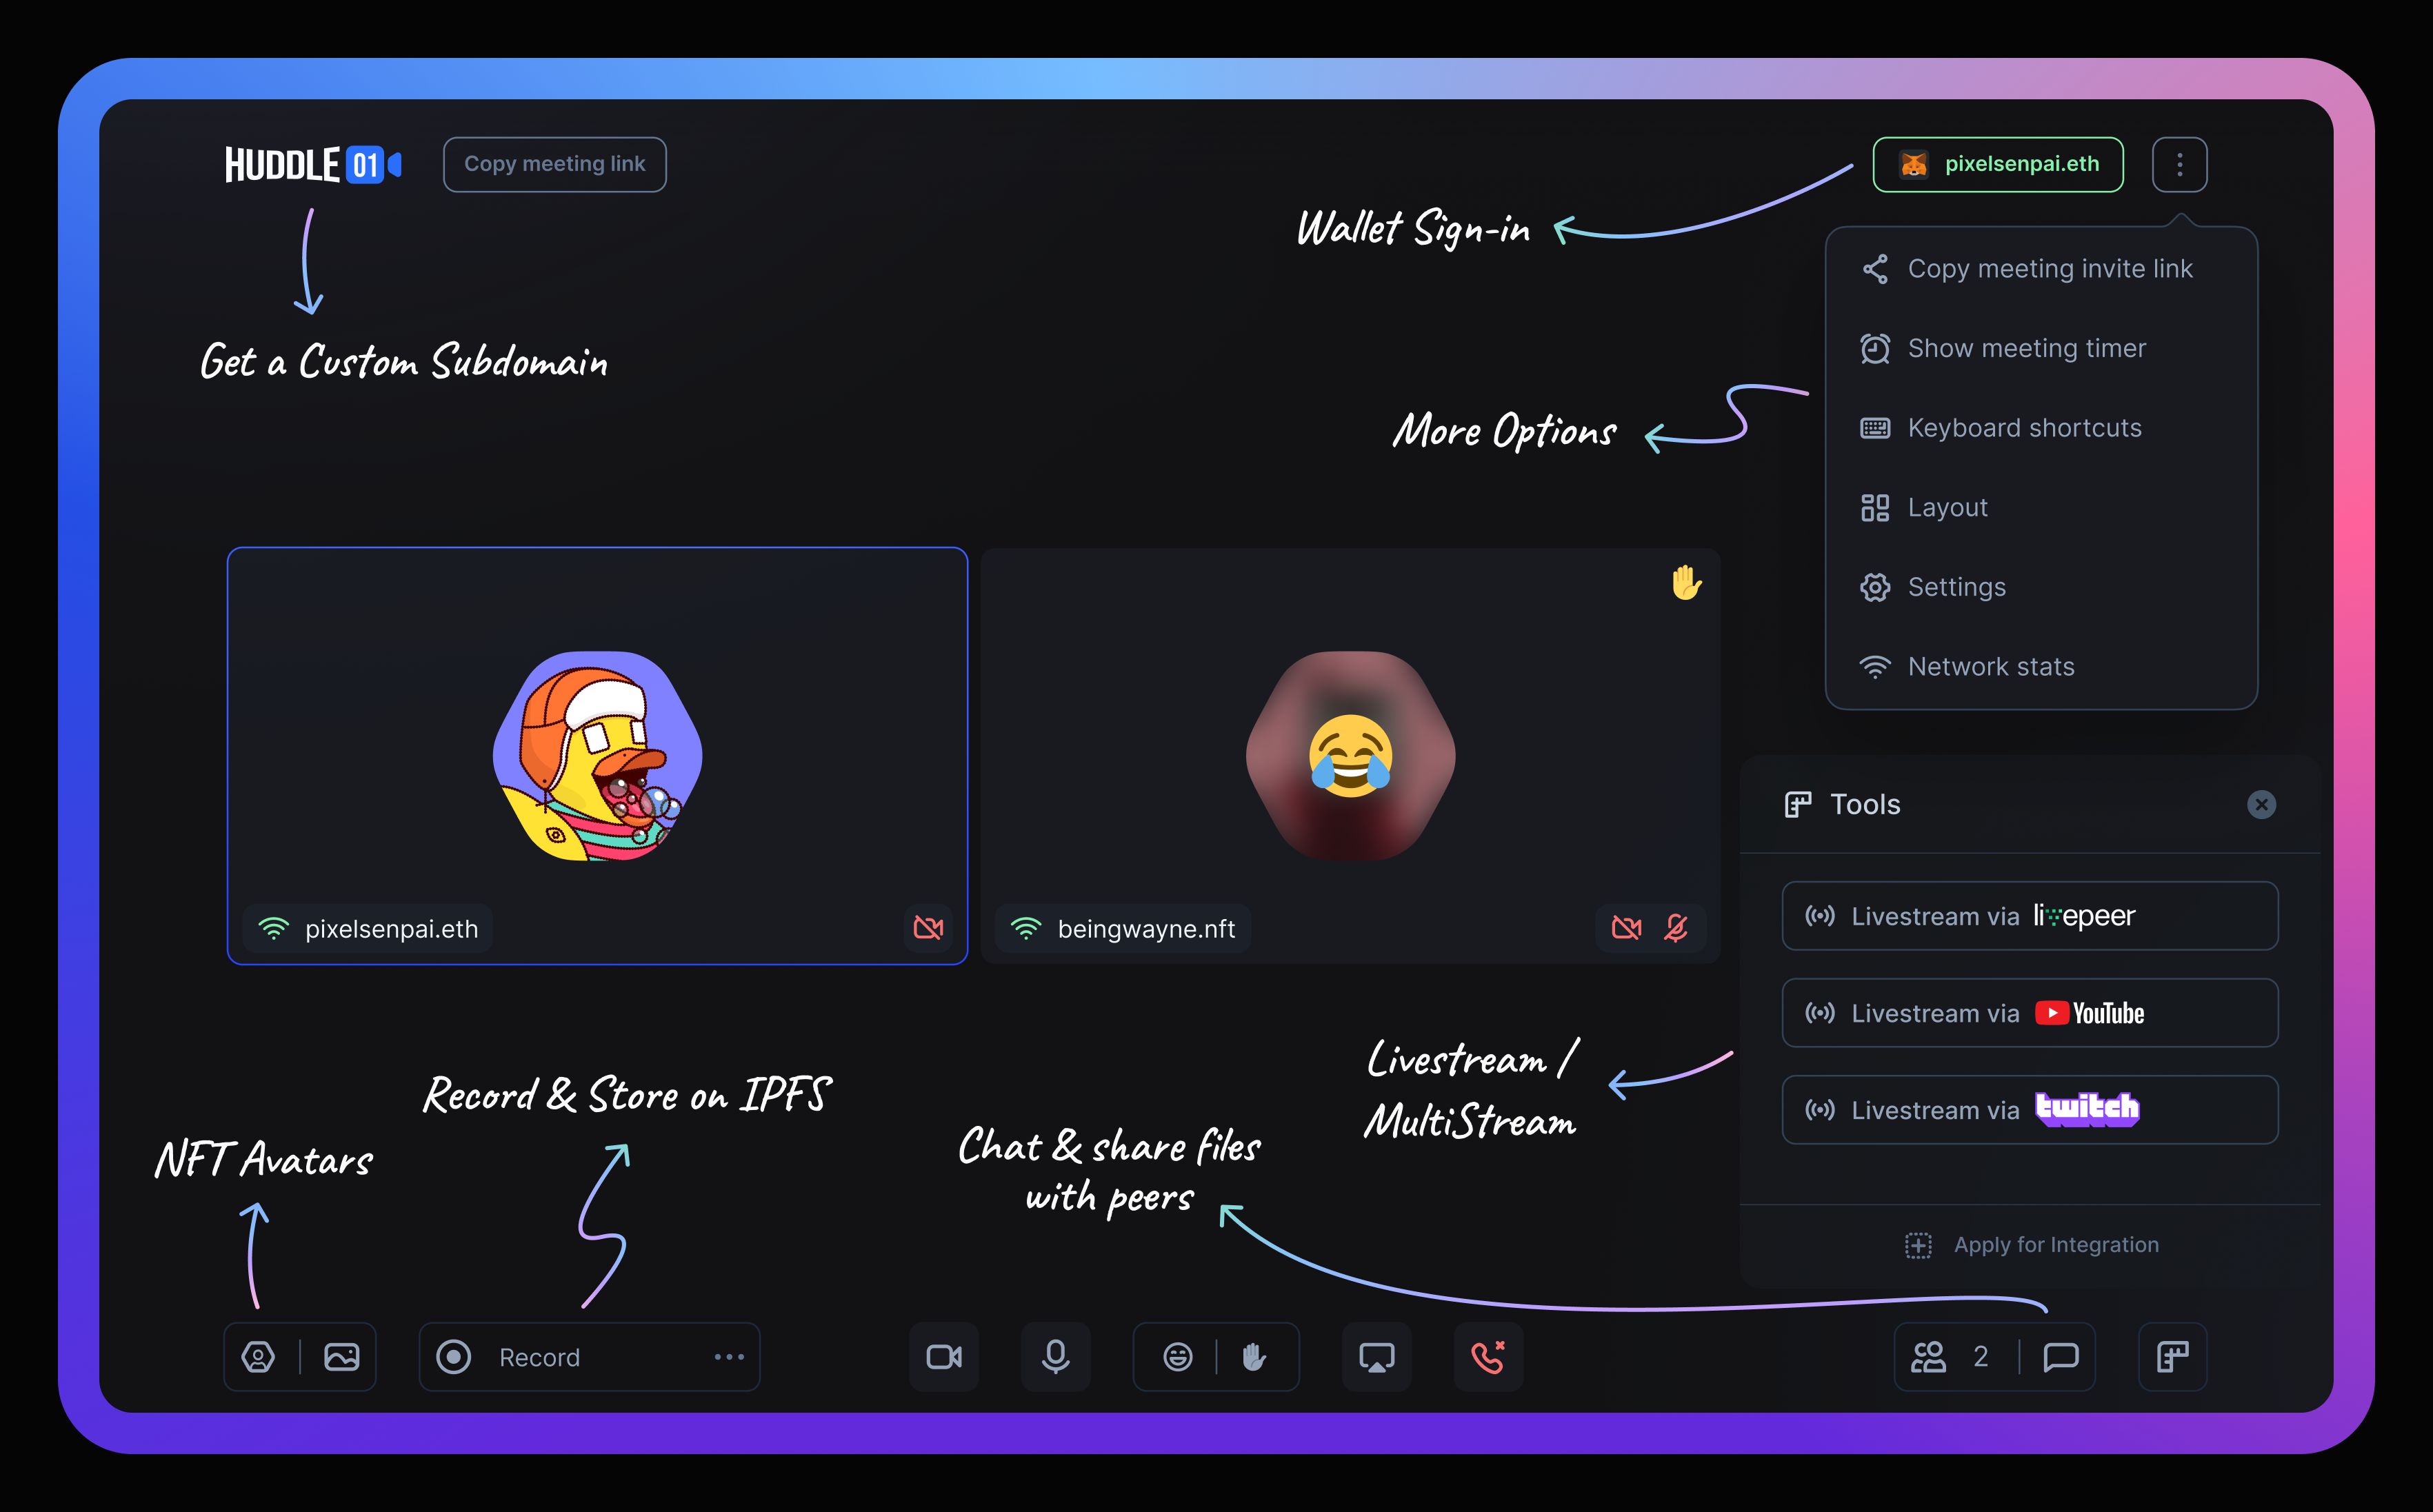 HUDDLE 01
Copy meeting link
pixelsenpai.eth
Wallet Sign-in
Get a Custom Subdomain
Copy meeting invite link
Show meeting timer
Keyboard shortcuts
Layout
Settings
Network stats
More Options
pixelsenpai.eth
beingwayne.nft
Tools
Livestream via livepeer
Livestream via YouTube
Livestream via twitch
Apply for Integration
Livestream /
MultiStream
Record & Store on IPFS
NFT Avatars
Chat & share files
with peers
Record
2